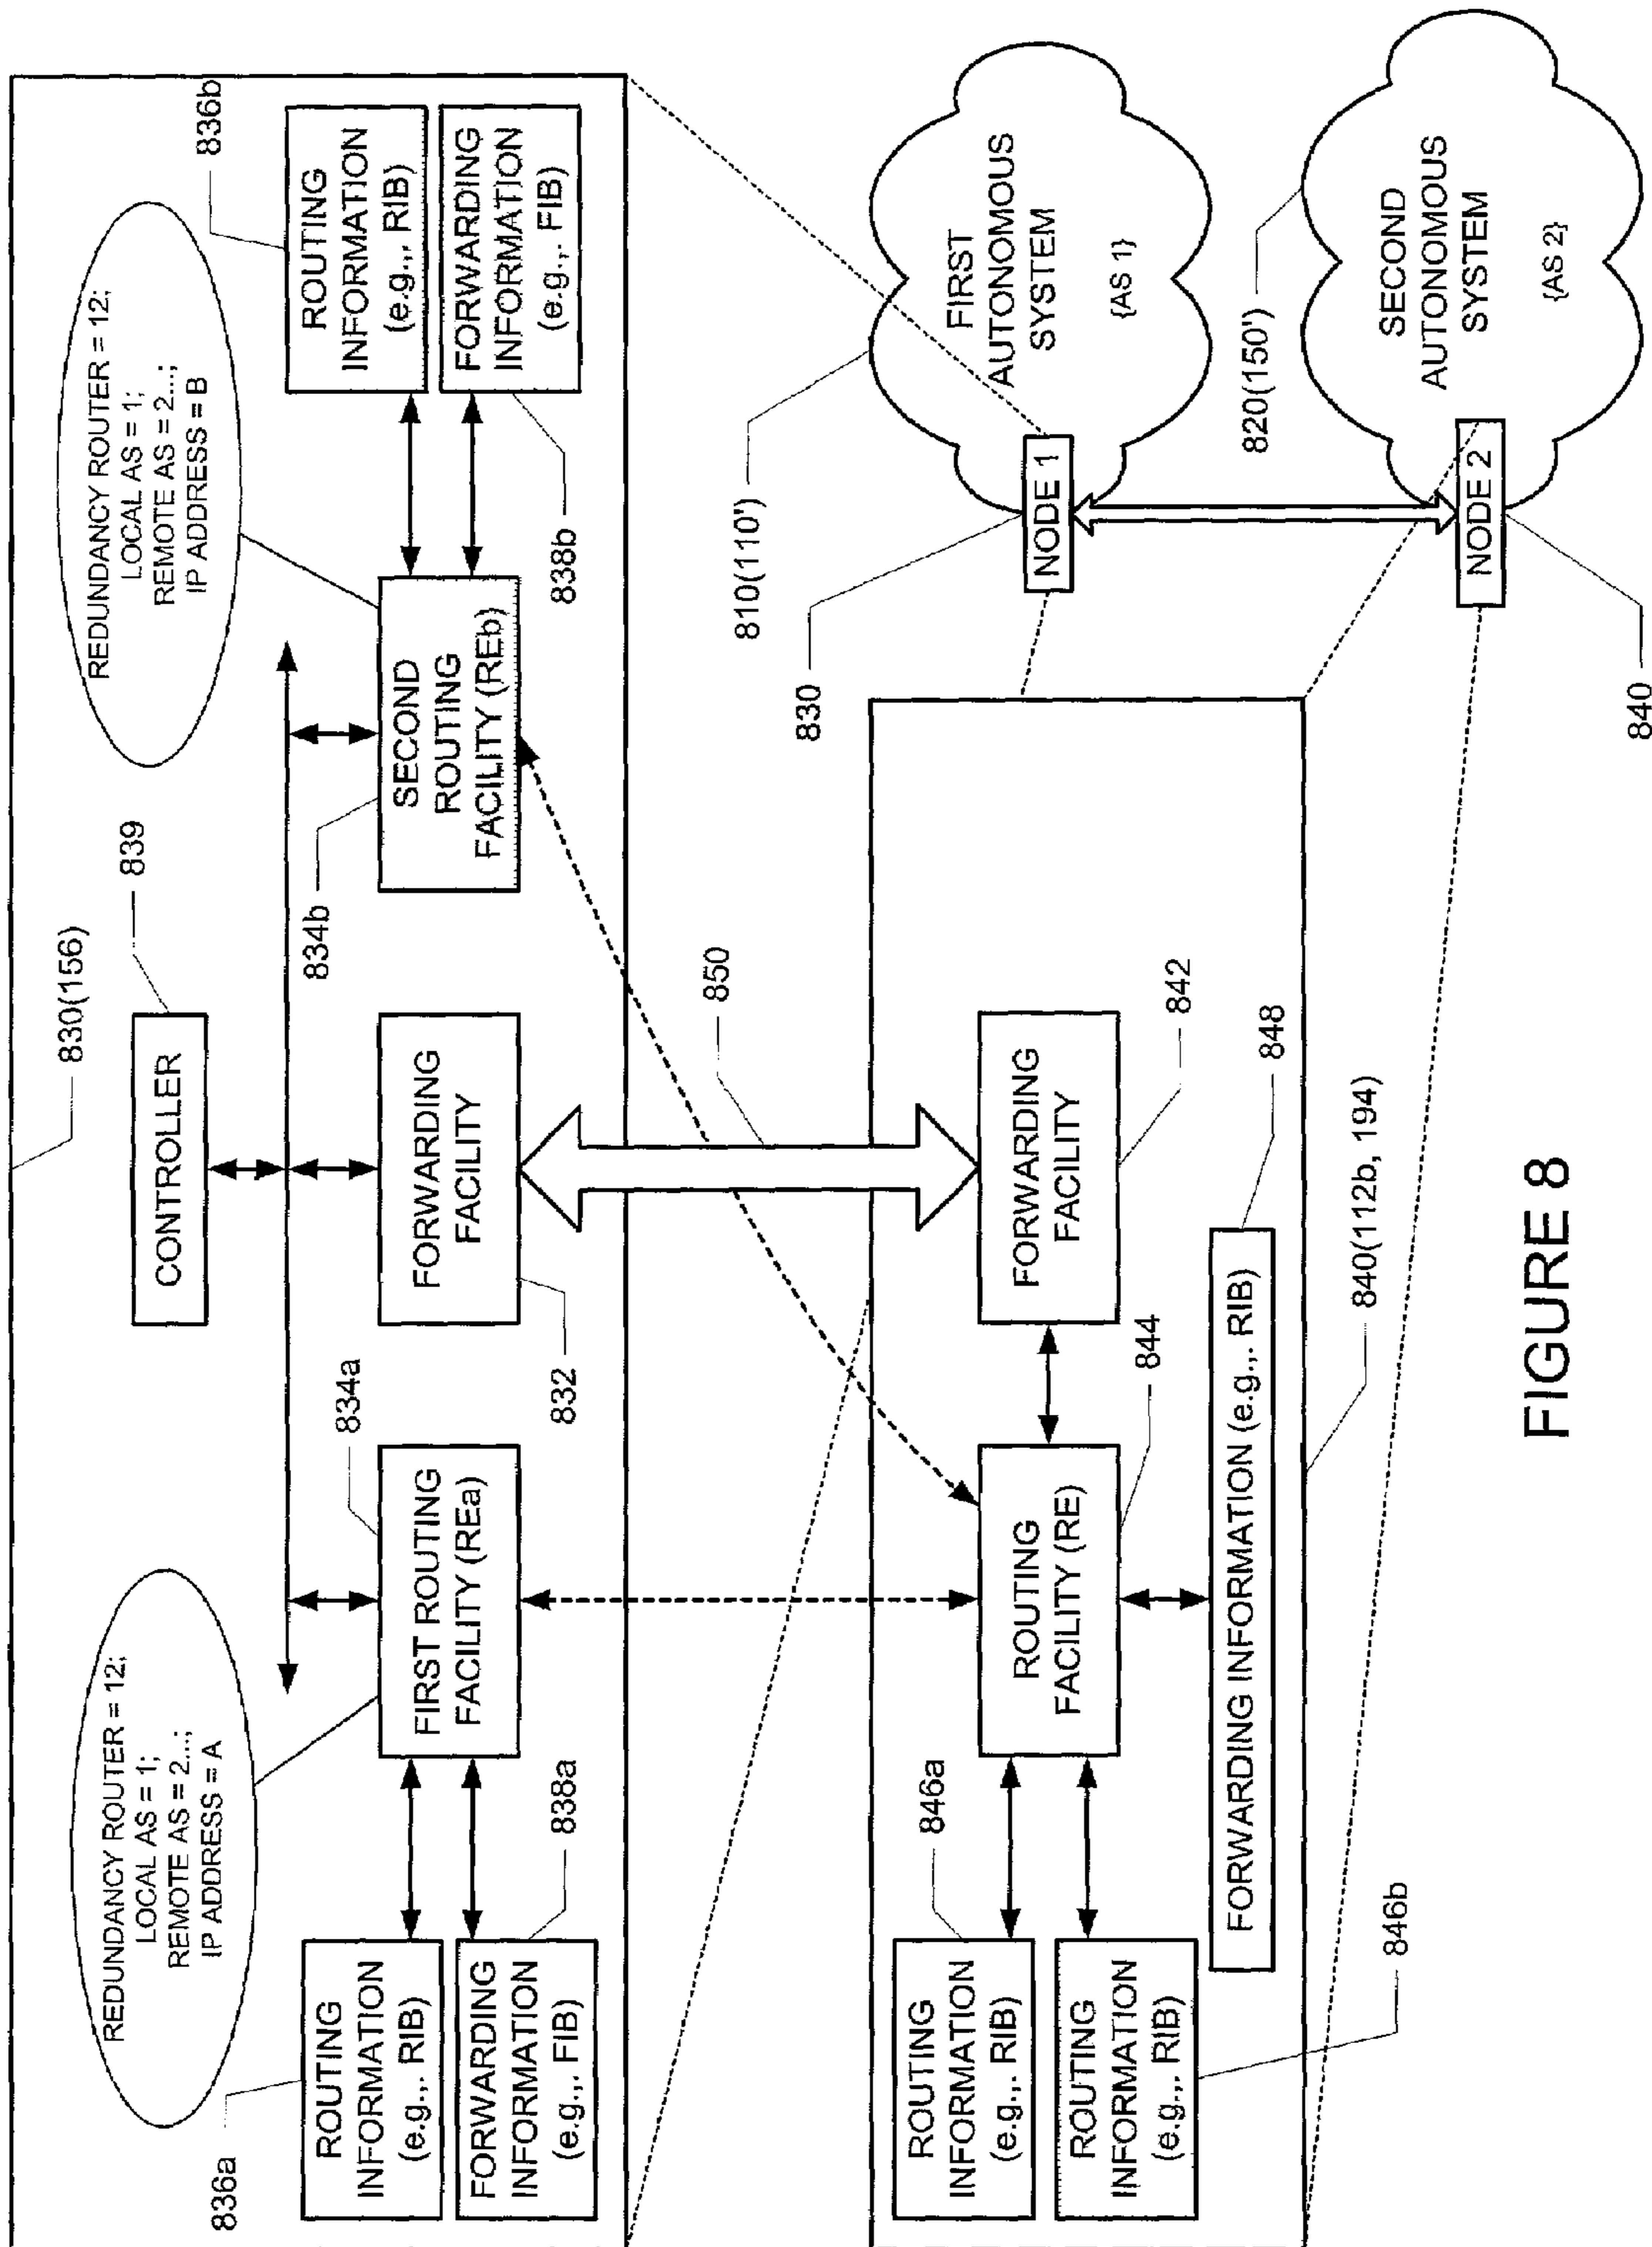 830(156)
CONTROLLER
839
REDUNDANCY ROUTER = 12;
LOCAL AS = 1;
REMOTE AS = 2...;
IP ADDRESS = A
REDUNDANCY ROUTER = 12;
LOCAL AS = 1;
REMOTE AS = 2...;
IP ADDRESS = B
836a
ROUTING
INFORMATION
(e.g.,. RIB)
FORWARDING
INFORMATION
(e.g.,. FIB)
838a
834a
FIRST ROUTING
FACILITY (REa)
832
FORWARDING
FACILITY
834b
SECOND
ROUTING
FACILITY (REb)
836b
ROUTING
INFORMATION
(e.g.,. RIB)
FORWARDING
INFORMATION
(e.g.,. FIB)
838b
850
846a
ROUTING
INFORMATION
(e.g.,. RIB)
ROUTING
INFORMATION
(e.g.,. RIB)
846b
ROUTING
FACILITY (RE)
844
FORWARDING
FACILITY
842
FORWARDING INFORMATION (e.g.,. RIB)
848
840(112b, 194)
810(110')
FIRST
AUTONOMOUS
SYSTEM
{AS 1}
830
NODE 1
820(150')
SECOND
AUTONOMOUS
SYSTEM
{AS 2}
NODE 2
840
FIGURE 8